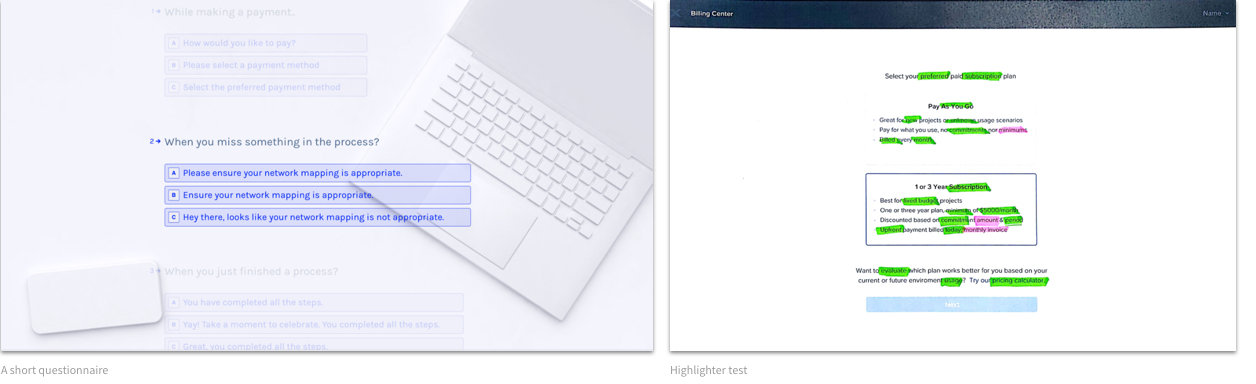 1 While making a payment..
A How would you like to pay?
B Please select a payment method
C Select the preferred payment method
2 When you miss something in the process?
A Please ensure your network mapping is appropriate.
B Ensure your network mapping is appropriate.
C Hey there, looks like your network mapping is not appropriate.
3 When you just finished a process?
A You have completed all the steps.
B Yay! Take a moment to celebrate. You completed all the steps.
C Great, you completed all the steps.
A short questionnaire
Billing Center
Name
Select your preferred paid subscription plan
Pay As You Go
Great for new projects or unknown usage scenarios
Pay for what you use, no commitments nor minimums
Billed every month
1 or 3 Year Subscription
Best for fixed budget projects
One or three year plan, minimum of $5000/month
Discounted based on commitment amount & period
Upfront payment billed today, monthly invoice
Want to evaluate which plan works better for you based on your
current or future enviroment usage? Try our pricing calculator.
NEXT
Highlighter test